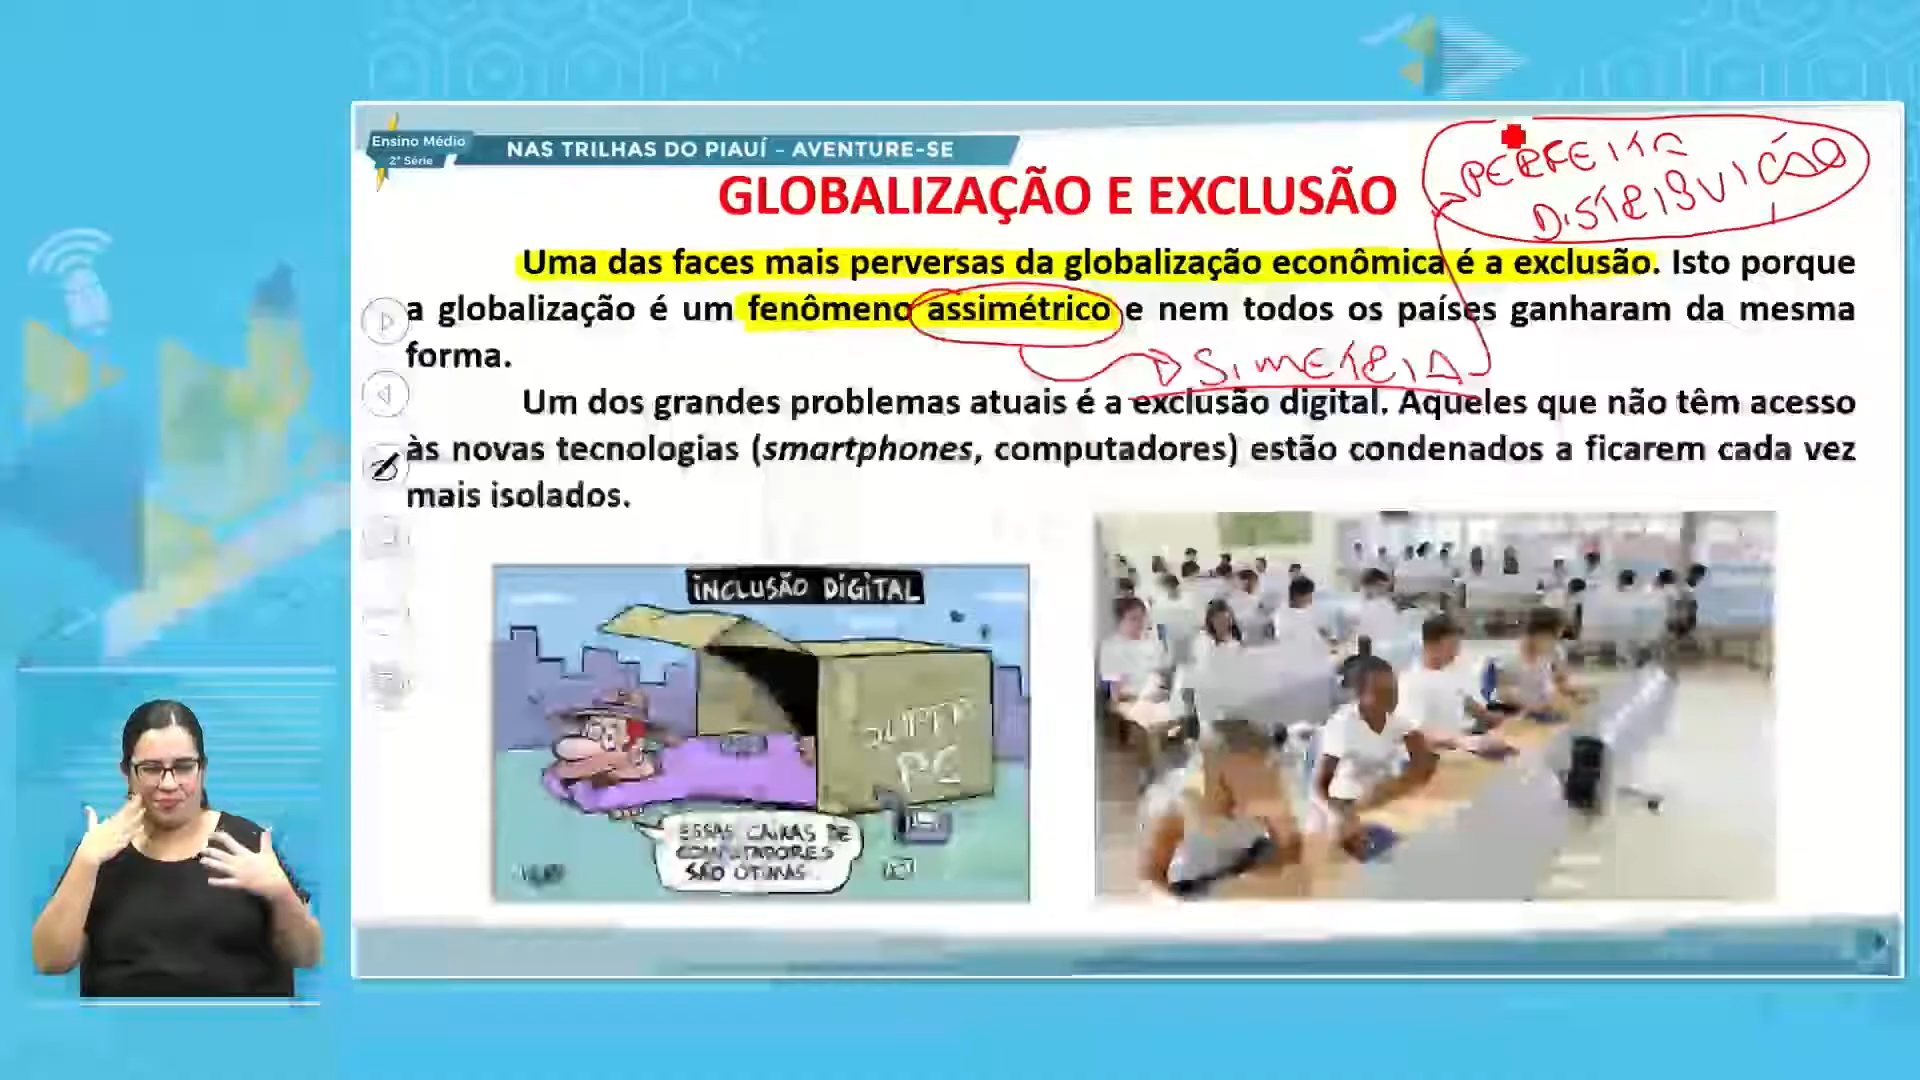 Ensino Médio
2ª Série
NAS TRILHAS DO PIAUÍ – AVENTURE-SE
PERFEITA
DISTRIBUIÇÃO
GLOBALIZAÇÃO E EXCLUSÃO
Uma das faces mais perversas da globalização econômica é a exclusão. Isto porque
a globalização é um fenômeno assimétrico e nem todos os países ganharam da mesma
forma.
SIMETRIA
Um dos grandes problemas atuais é a exclusão digital. Aqueles que não têm acesso
às novas tecnologias (smartphones, computadores) estão condenados a ficarem cada vez
mais isolados.
INCLUSÃO DIGITAL
PC
ESSAS CAIXAS DE
COMPUTADORES
SÃO ÓTIMAS